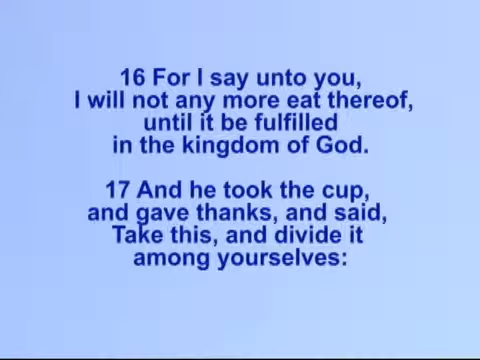 16 For I say unto you,
I will not any more eat thereof,
until it be fulfilled
in the kingdom of God.
17 And he took the cup,
and gave thanks, and said,
Take this, and divide it
among yourselves: